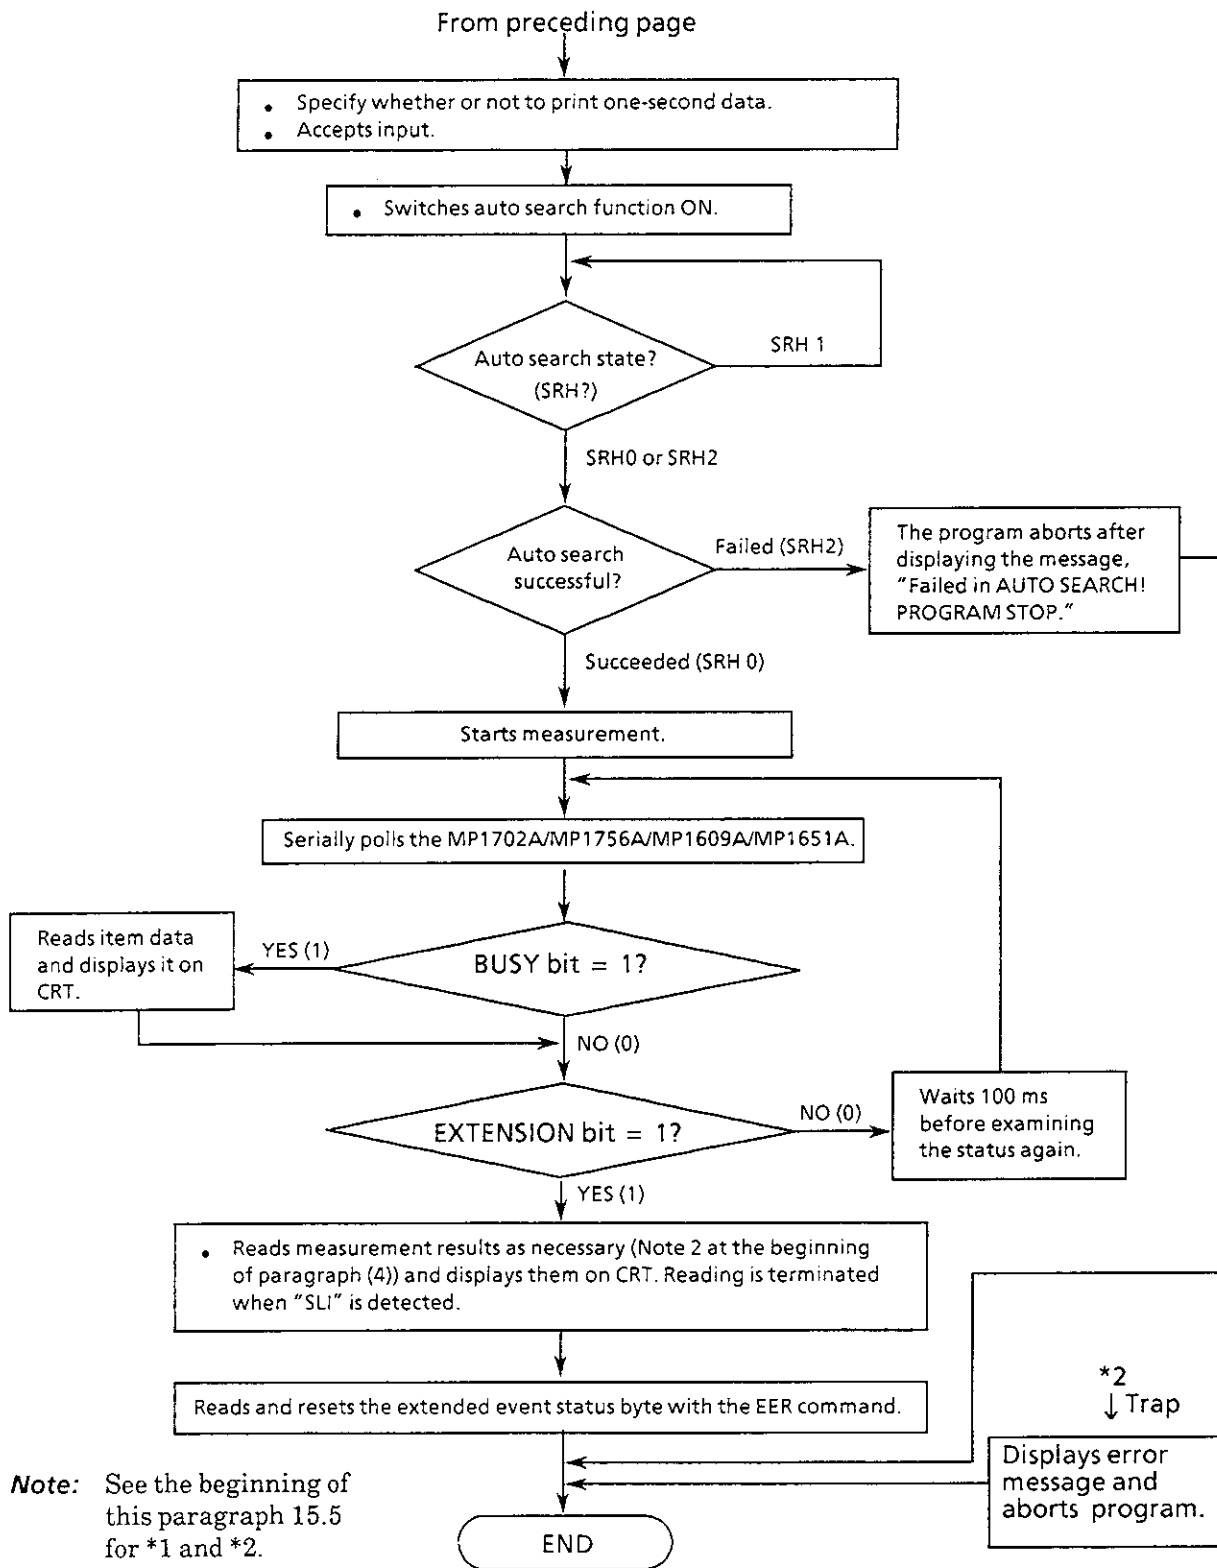 From preceding page
• Specify whether or not to print one-second data.
• Accepts input.
• Switches auto search function ON.
Auto search state?
(SRH?)
SRH 1
SRH0 or SRH2
Auto search
successful?
Failed (SRH2)
The program aborts after
displaying the message,
"Failed in AUTO SEARCH!
PROGRAM STOP."
Succeeded (SRH 0)
Starts measurement.
Serially polls the MP1702A/MP1756A/MP1609A/MP1651A.
Reads item data
and displays it on
CRT.
YES (1)
BUSY bit = 1?
NO (0)
EXTENSION bit = 1?
NO (0)
Waits 100 ms
before examining
the status again.
YES (1)
• Reads measurement results as necessary (Note 2 at the beginning
of paragraph (4)) and displays them on CRT. Reading is terminated
when "SLI" is detected.
Reads and resets the extended event status byte with the EER command.
*2
↓ Trap
Displays error
message and
aborts program.
Note: See the beginning of
this paragraph 15.5
for *1 and *2.
END